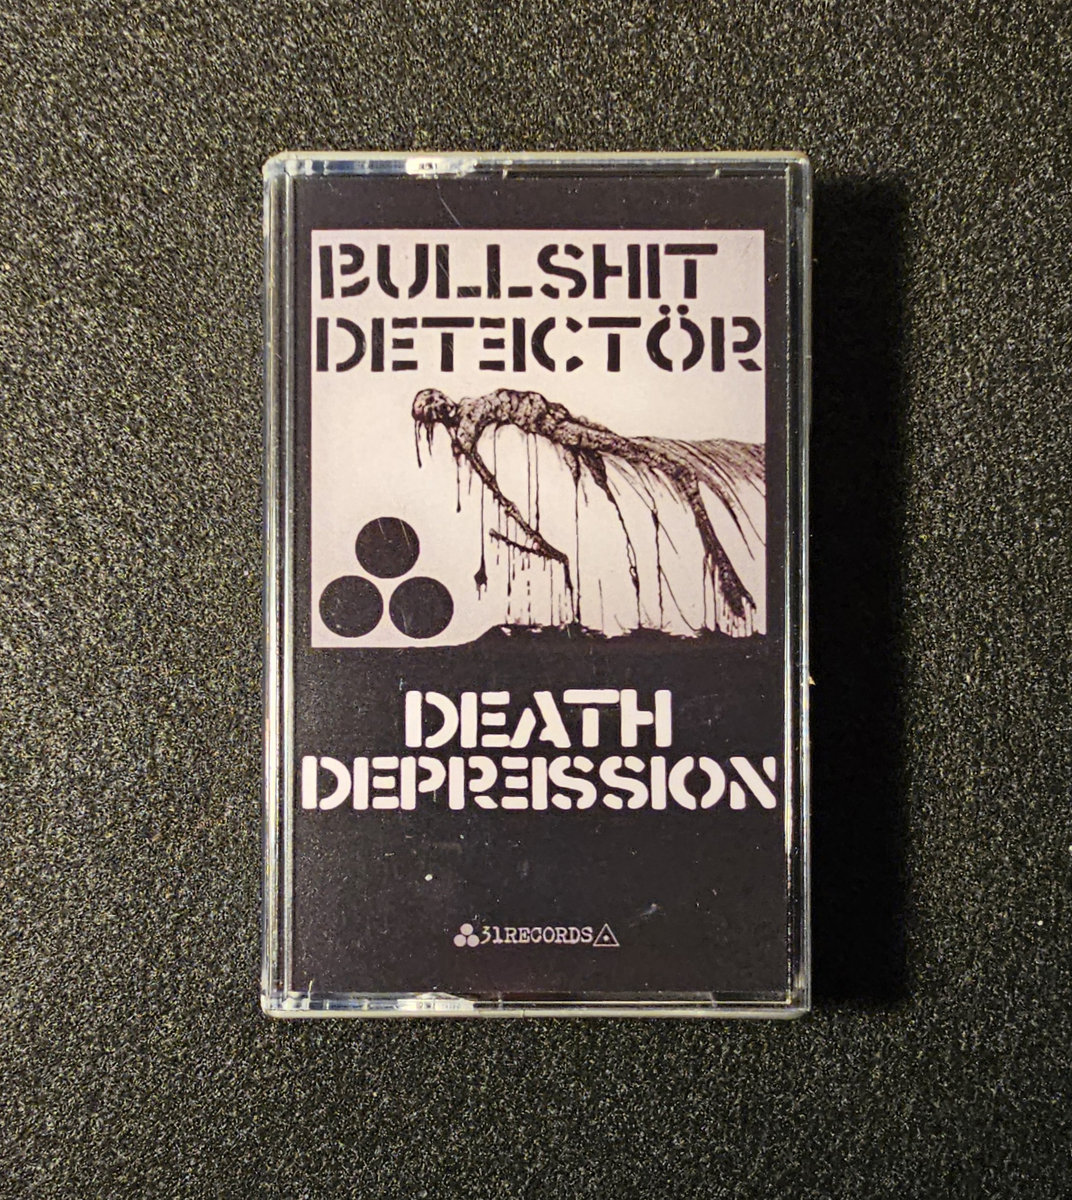 BULLSHIT
DETECTÖR
DEATH
DEPRESSION
31RECORDS